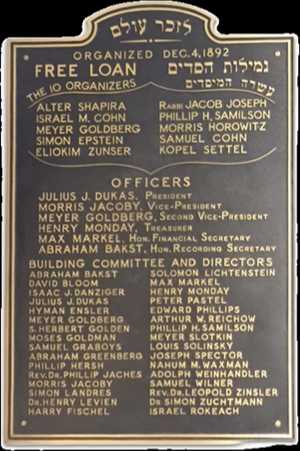 לזכר עולם
ORGANIZED DEC. 4, 1892
FREE LOAN גמילות חסדים
THE 10 ORGANIZERS עשרה המיסדים
ALTER SHAPIRA RABBI JACOB JOSEPH
ISRAEL M. COHN PHILLIP H. SAMILSON
MEYER GOLDBERG MORRIS HOROWITZ
SIMON EPSTEIN SAMUEL COHN
ELIOKIM ZUNSER KOPEL SETTEL
OFFICERS
JULIUS J. DUKAS, PRESIDENT
MORRIS JACOBY, VICE-PRESIDENT
MEYER GOLDBERG, SECOND VICE-PRESIDENT
HENRY MONDAY, TREASURER
MAX MARKEL, HON. FINANCIAL SECRETARY
ABRAHAM BAKST, HON. RECORDING SECRETARY
BUILDING COMMITTEE AND DIRECTORS
ABRAHAM BAKST SOLOMON LICHTENSTEIN
DAVID BLOOM MAX MARKEL
ISAAC J. DANZIGER HENRY MONDAY
JULIUS J. DUKAS PETER PASTEL
HYMAN ENSLER EDWARD PHILLIPS
MEYER GOLDBERG ARTHUR W. REICHOW
S. HERBERT GOLDEN PHILLIP H. SAMILSON
MOSES GOLDMAN MEYER SLOTKIN
SAMUEL GRABOYS LOUIS SOLINSKY
ABRAHAM GREENBERG JOSEPH SPECTOR
PHILLIP HERSH NAHUM M. WAXMAN
REV. DR. PHILLIP JACHES ADOLPH WEINHANDLER
MORRIS JACOBY SAMUEL WILNER
SIMON LANDRES REV. DR. LEOPOLD ZINSLER
DR. HENRY LEVIEN DR. SIMON ZUCHTMANN
HARRY FISCHEL ISRAEL ROKEACH